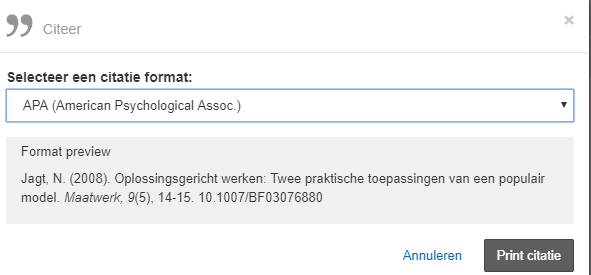 Citeer
Selecteer een citatie format:
APA (American Psychological Assoc.)
Format preview
Jagt, N. (2008). Oplossingsgericht werken: Twee praktische toepassingen van een populair
model. Maatwerk, 9(5), 14-15. 10.1007/BF03076880
Annuleren
Print citatie